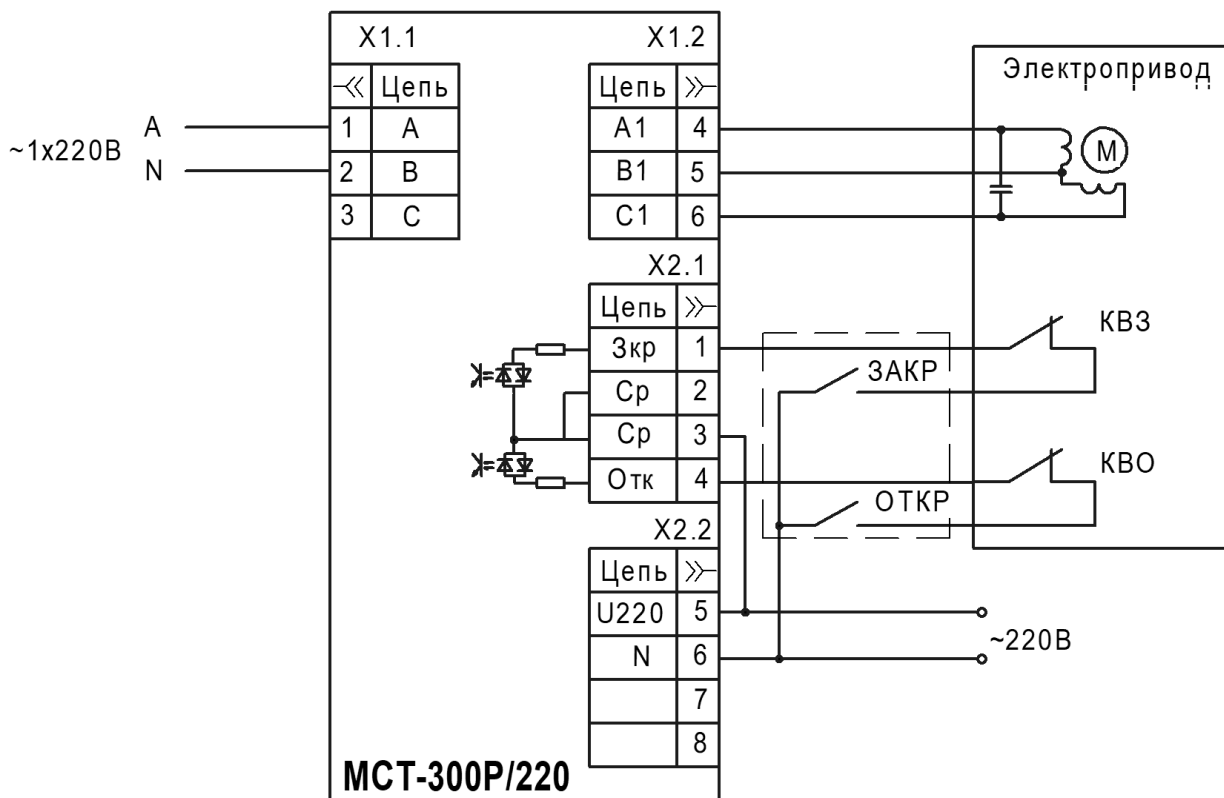 X1.1
Цепь
1 A
2 B
3 C
A
~1x220В
N
X1.2
Цепь
A1 4
B1 5
C1 6
X2.1
Цепь
Зкр 1
Ср 2
Ср 3
Отк 4
X2.2
Цепь
U220 5
N 6
7
8
МСТ-300Р/220
Электропривод
М
КВЗ
ЗАКР
КВО
ОТКР
~220В